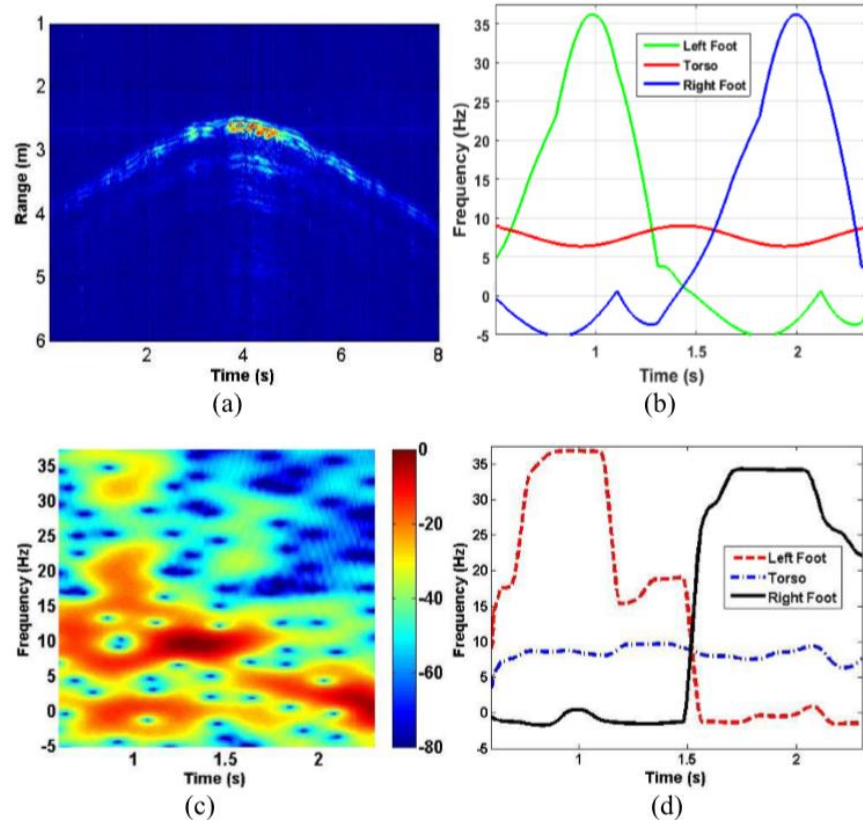 1
2
3
4
5
6
Range (m)
2
4
6
8
Time (s)
(a)
35
30
25
20
15
10
5
0
-5
Frequency (Hz)
Left Foot
Torso
Right Foot
1
1.5
2
Time (s)
(b)
35
30
25
20
15
10
5
0
-5
Frequency (Hz)
1
1.5
2
Time (s)
0
-20
-40
-60
-80
(c)
35
30
25
20
15
10
5
0
-5
Frequency (Hz)
Left Foot
Torso
Right Foot
1
1.5
2
Time (s)
(d)